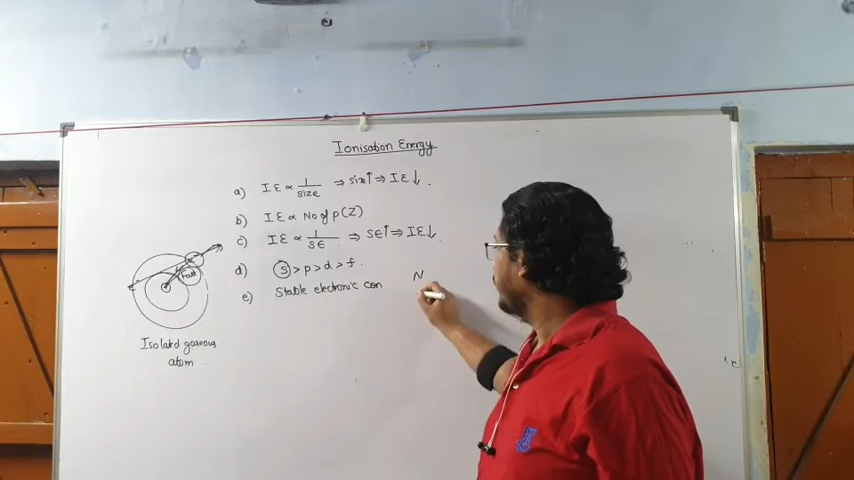 Ionisation Energy
a) IE ∝ 1/size ⇒ size↑ ⇒ IE↓.
b) IE ∝ No of p(Z)
c) IE ∝ 1/SE ⇒ SE↑ ⇒ IE↓.
d) s > p > d > f.
e) Stable electronic con N
Isolated gaseous
atom